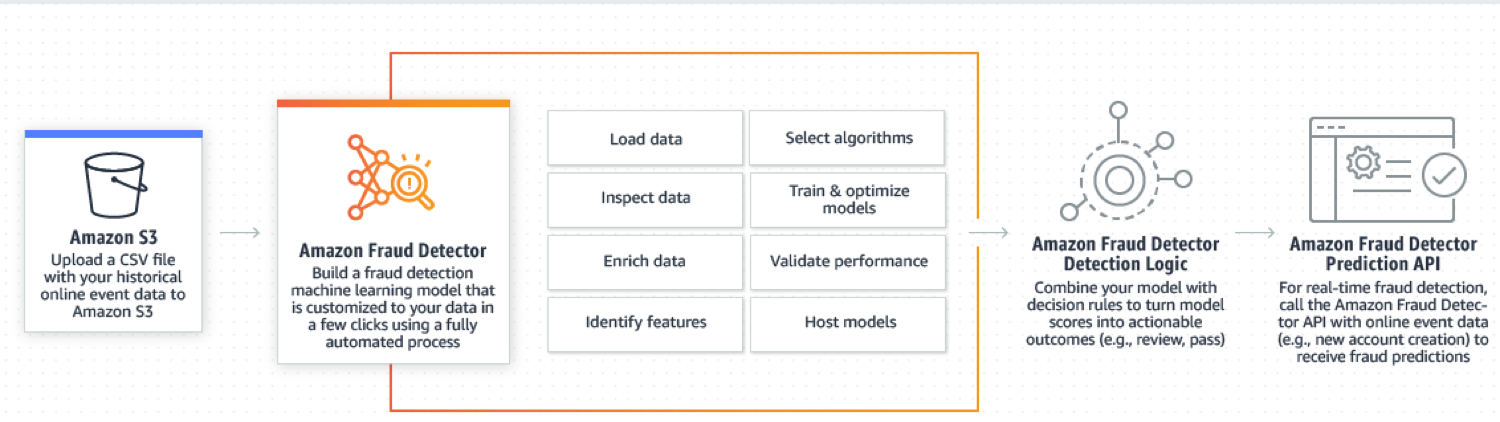 Amazon S3
Upload a CSV file
with your historical
online event data to
Amazon S3
Amazon Fraud Detector
Build a fraud detection
machine learning model that
is customized to your data in
a few clicks using a fully
automated process
Load data
Select algorithms
Inspect data
Train & optimize
models
Enrich data
Validate performance
Identify features
Host models
Amazon Fraud Detector
Detection Logic
Combine your model with
decision rules to turn model
scores into actionable
outcomes (e.g., review, pass)
Amazon Fraud Detector
Prediction API
For real-time fraud detection,
call the Amazon Fraud Detec-
tor API with online event data
(e.g., new account creation) to
receive fraud predictions